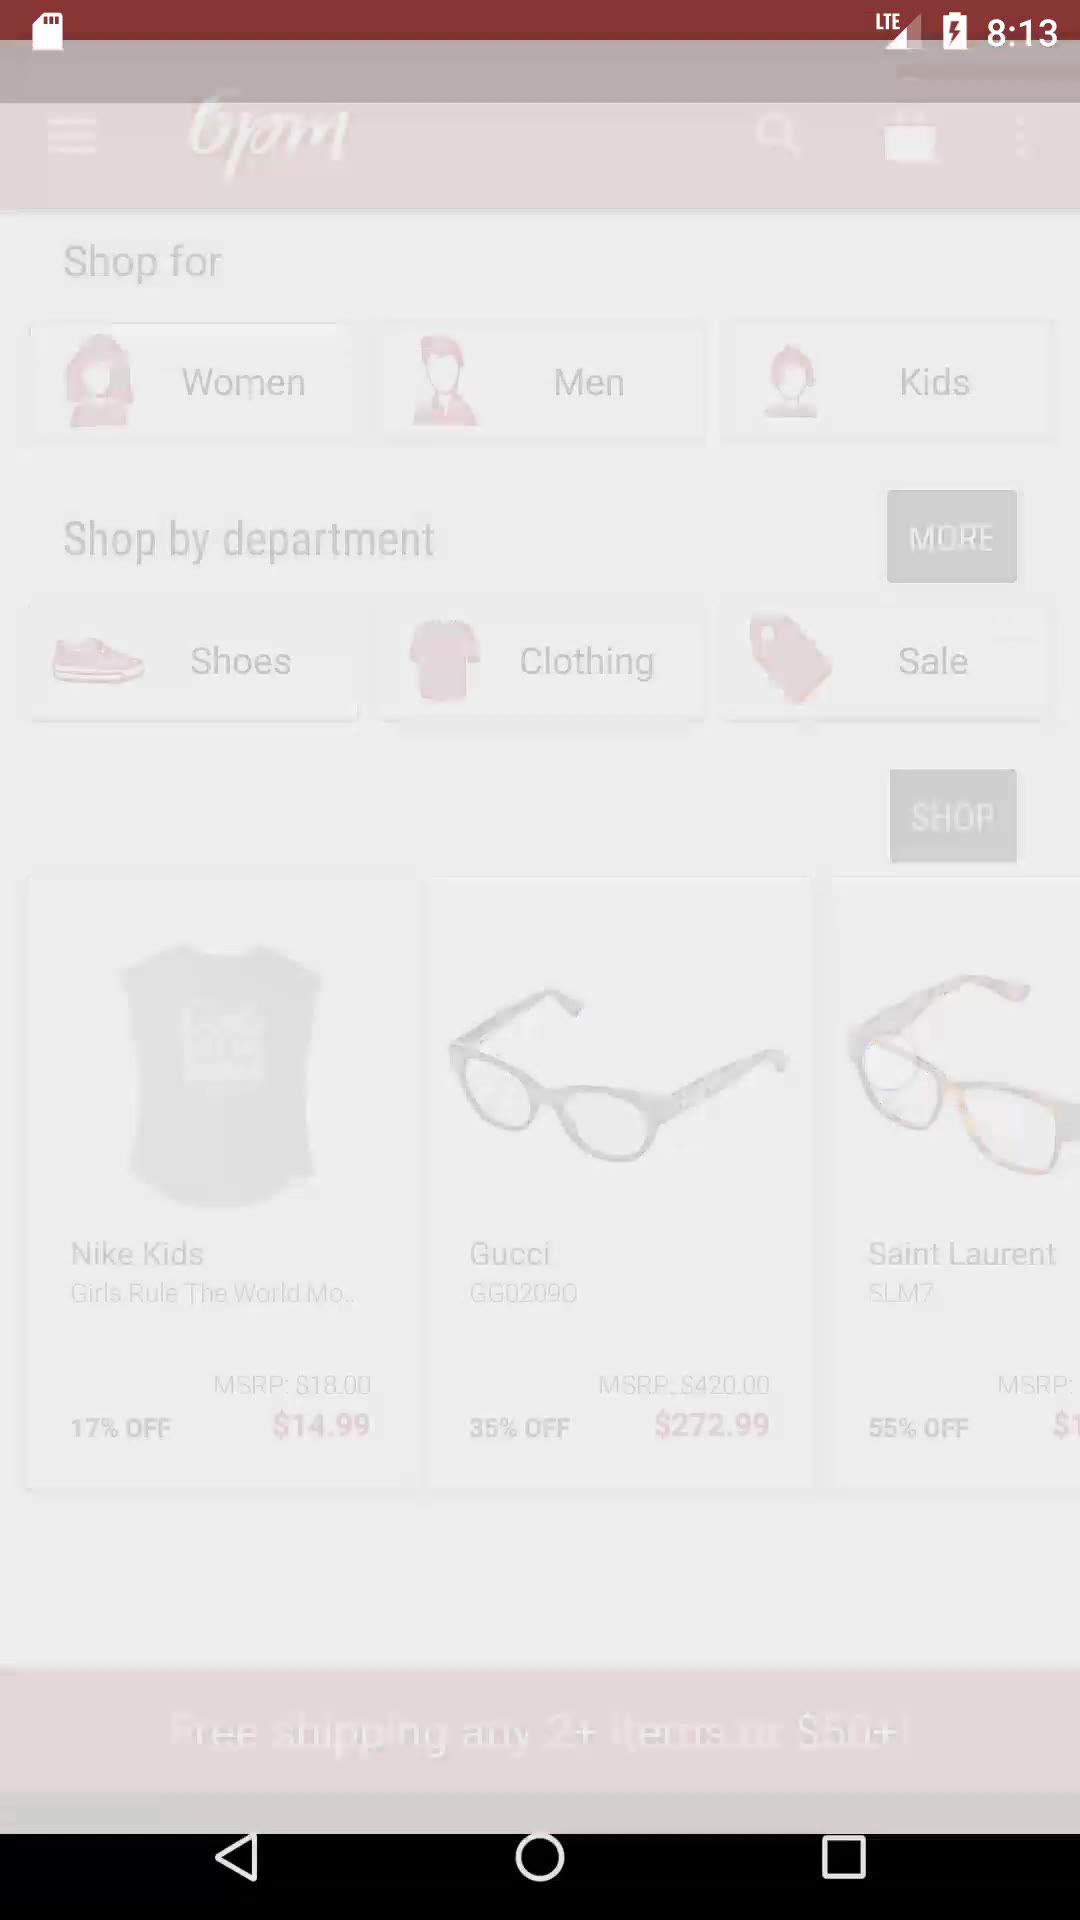 LTE 8:13
6pm
Shop for
Women Men Kids
Shop by department MORE
Shoes Clothing Sale
SHOP
Nike Kids Gucci Saint Laurent
Girls Rule The World Mo... GG0209O SLM7
MSRP: $18.00 MSRP: $420.00 MSRP:
17% OFF $14.99 35% OFF $272.99 55% OFF $1
Free shipping any 2+ items or $50+!